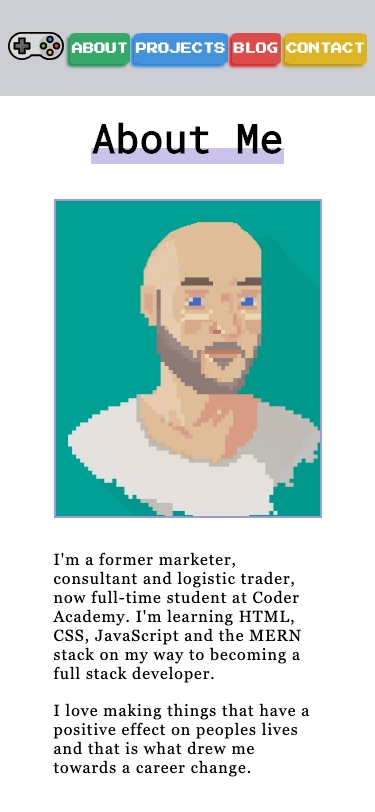 ABOUT PROJECTS BLOG CONTACT
About Me
I'm a former marketer,
consultant and logistic trader,
now full-time student at Coder
Academy. I'm learning HTML,
CSS, JavaScript and the MERN
stack on my way to becoming a
full stack developer.
I love making things that have a
positive effect on peoples lives
and that is what drew me
towards a career change.